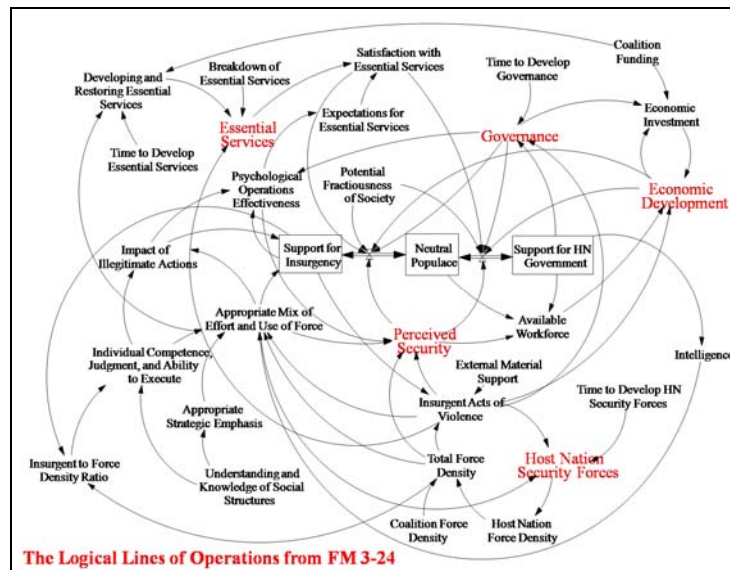 Coalition
Funding
Satisfaction with
Essential Services
Breakdown of
Essential Services
Time to Develop
Governance
Developing and
Restoring Essential
Services
Economic
Investment
Expectations for
Essential Services
Essential
Services
Governance
Time to Develop
Essential Services
Psychological
Operations
Effectiveness
Potential
Fractiousness
of Society
Economic
Development
Impact of
Illegitimate Actions
Support for
Insurgency
Neutral
Populace
Support for HN
Government
Appropriate Mix of
Effort and Use of Force
Available
Workforce
Perceived
Security
Intelligence
Individual Competence,
Judgment, and Ability
to Execute
External Material
Support
Time to Develop HN
Security Forces
Insurgent Acts of
Violence
Appropriate
Strategic Emphasis
Insurgent to Force
Density Ratio
Understanding and
Knowledge of Social
Structures
Total Force
Density
Host Nation
Security Forces
Coalition Force
Density
Host Nation
Force Density
The Logical Lines of Operations from FM 3-24